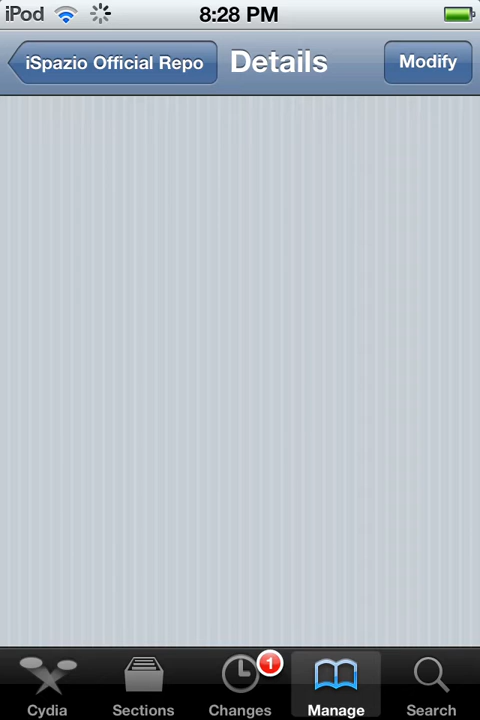 iPod 8:28 PM
iSpazio Official Repo Details Modify
1
Cydia Sections Changes Manage Search